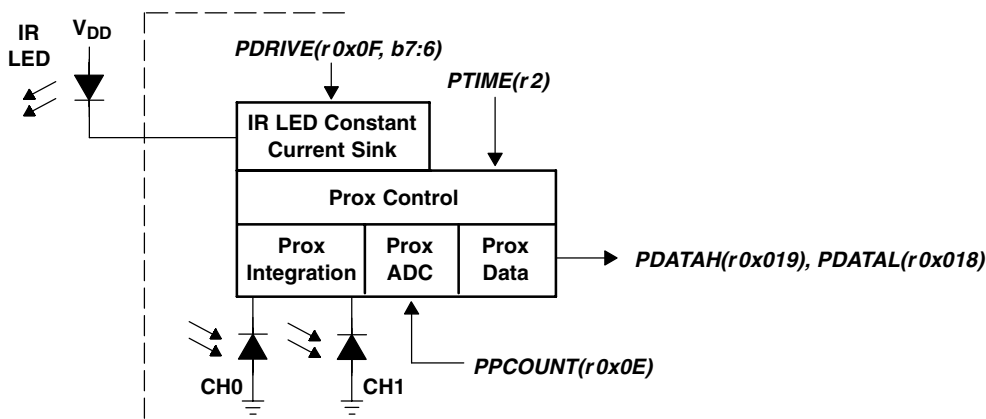 IR
LED
VDD
PDRIVE(r0x0F, b7:6)
PTIME(r2)
IR LED Constant
Current Sink
Prox Control
Prox
Integration
Prox
ADC
Prox
Data
PDATAH(r0x019), PDATAL(r0x018)
CH0
CH1
PPCOUNT(r0x0E)